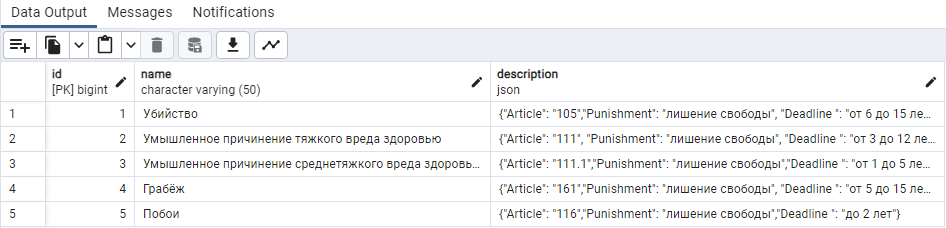 Data Output Messages Notifications
id name description
[PK] bigint character varying (50) json
1 1 Убийство {"Article": "105","Punishment": "лишение свободы", "Deadline ": "от 6 до 15 ле...
2 2 Умышленное причинение тяжкого вреда здоровью {"Article": "111", "Punishment": "лишение свободы", "Deadline ": "от 3 до 12 ле...
3 3 Умышленное причинение среднетяжкого вреда здоровь... {"Article": "111.1","Punishment": "лишение свободы","Deadline ": "от 1 до 5 ле...
4 4 Грабёж {"Article": "161","Punishment": "лишение свободы", "Deadline ": "от 5 до 15 ле...
5 5 Побои {"Article": "116","Punishment": "лишение свободы","Deadline ": "до 2 лет"}